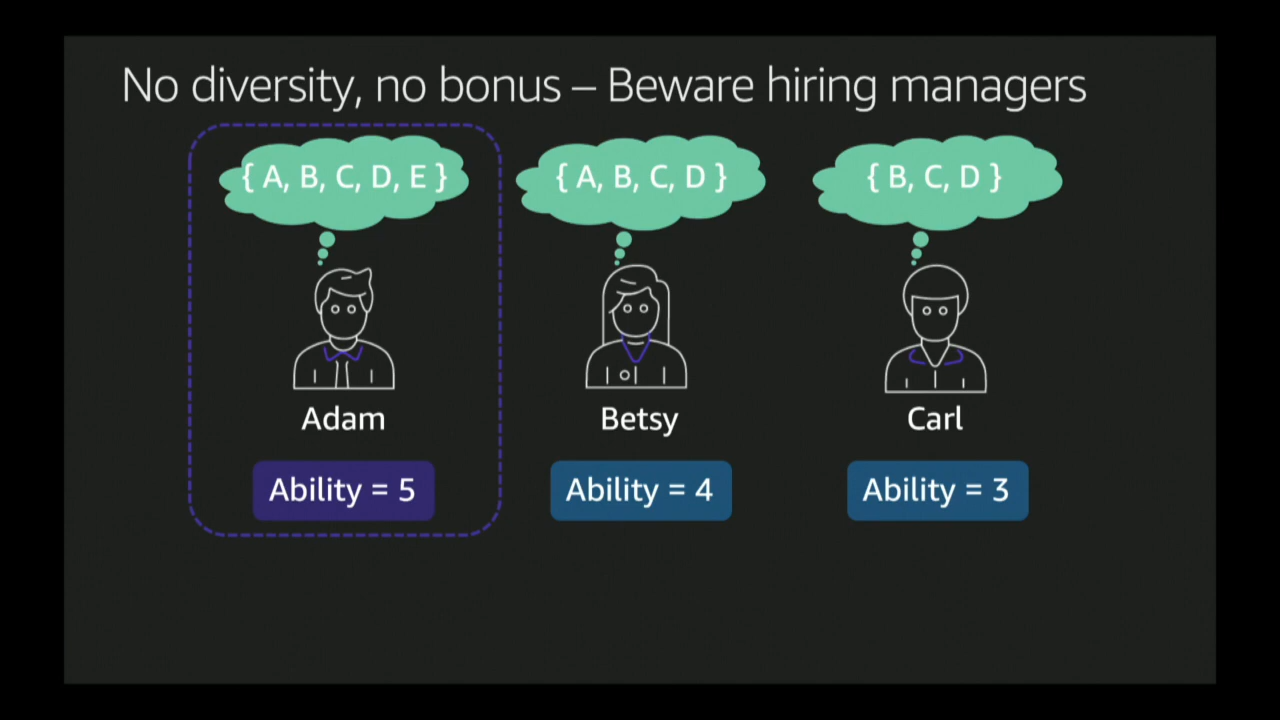 No diversity, no bonus – Beware hiring managers
{ A, B, C, D, E }
{ A, B, C, D }
{ B, C, D }
Adam
Betsy
Carl
Ability = 5
Ability = 4
Ability = 3